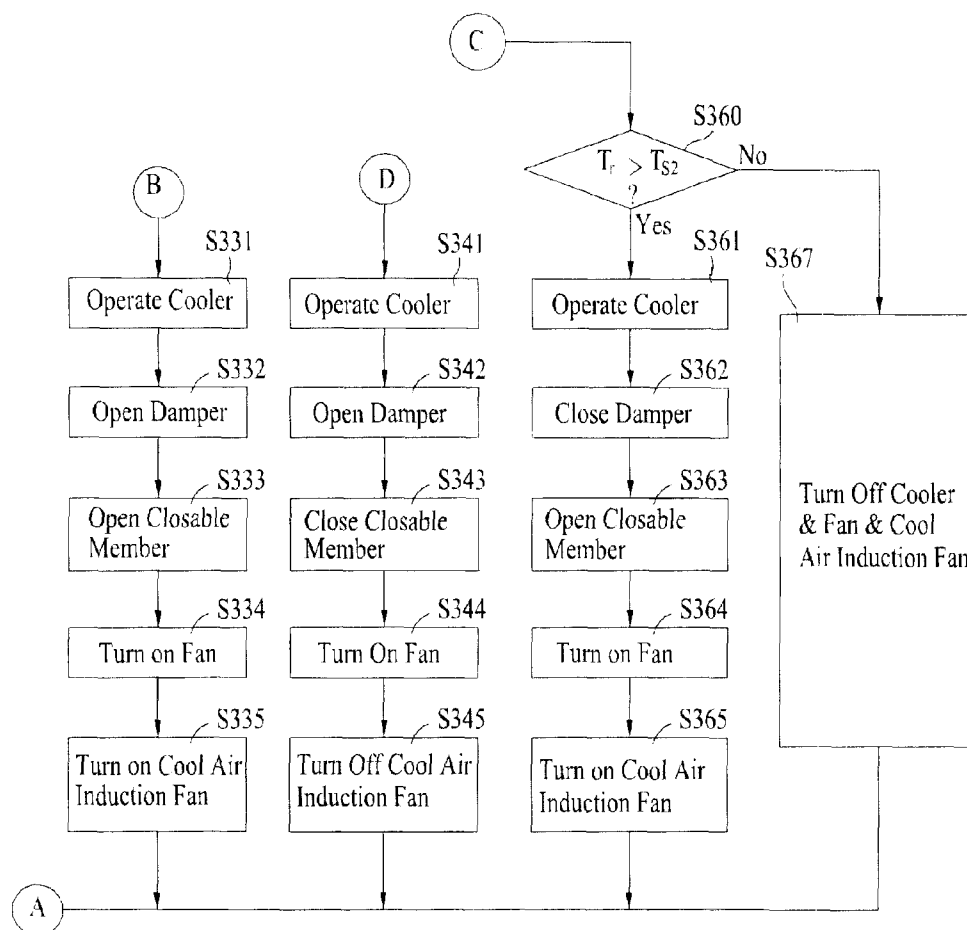 C
S360
Tr > TS2
?
No
Yes
B
S331
Operate Cooler
S332
Open Damper
S333
Open Closable
Member
S334
Turn on Fan
S335
Turn on Cool Air
Induction Fan
D
S341
Operate Cooler
S342
Open Damper
S343
Close Closable
Member
S344
Turn On Fan
S345
Turn Off Cool Air
Induction Fan
S361
Operate Cooler
S362
Close Damper
S363
Open Closable
Member
S364
Turn on Fan
S365
Turn on Cool Air
Induction Fan
S367
Turn Off Cooler
& Fan & Cool
Air Induction Fan
A